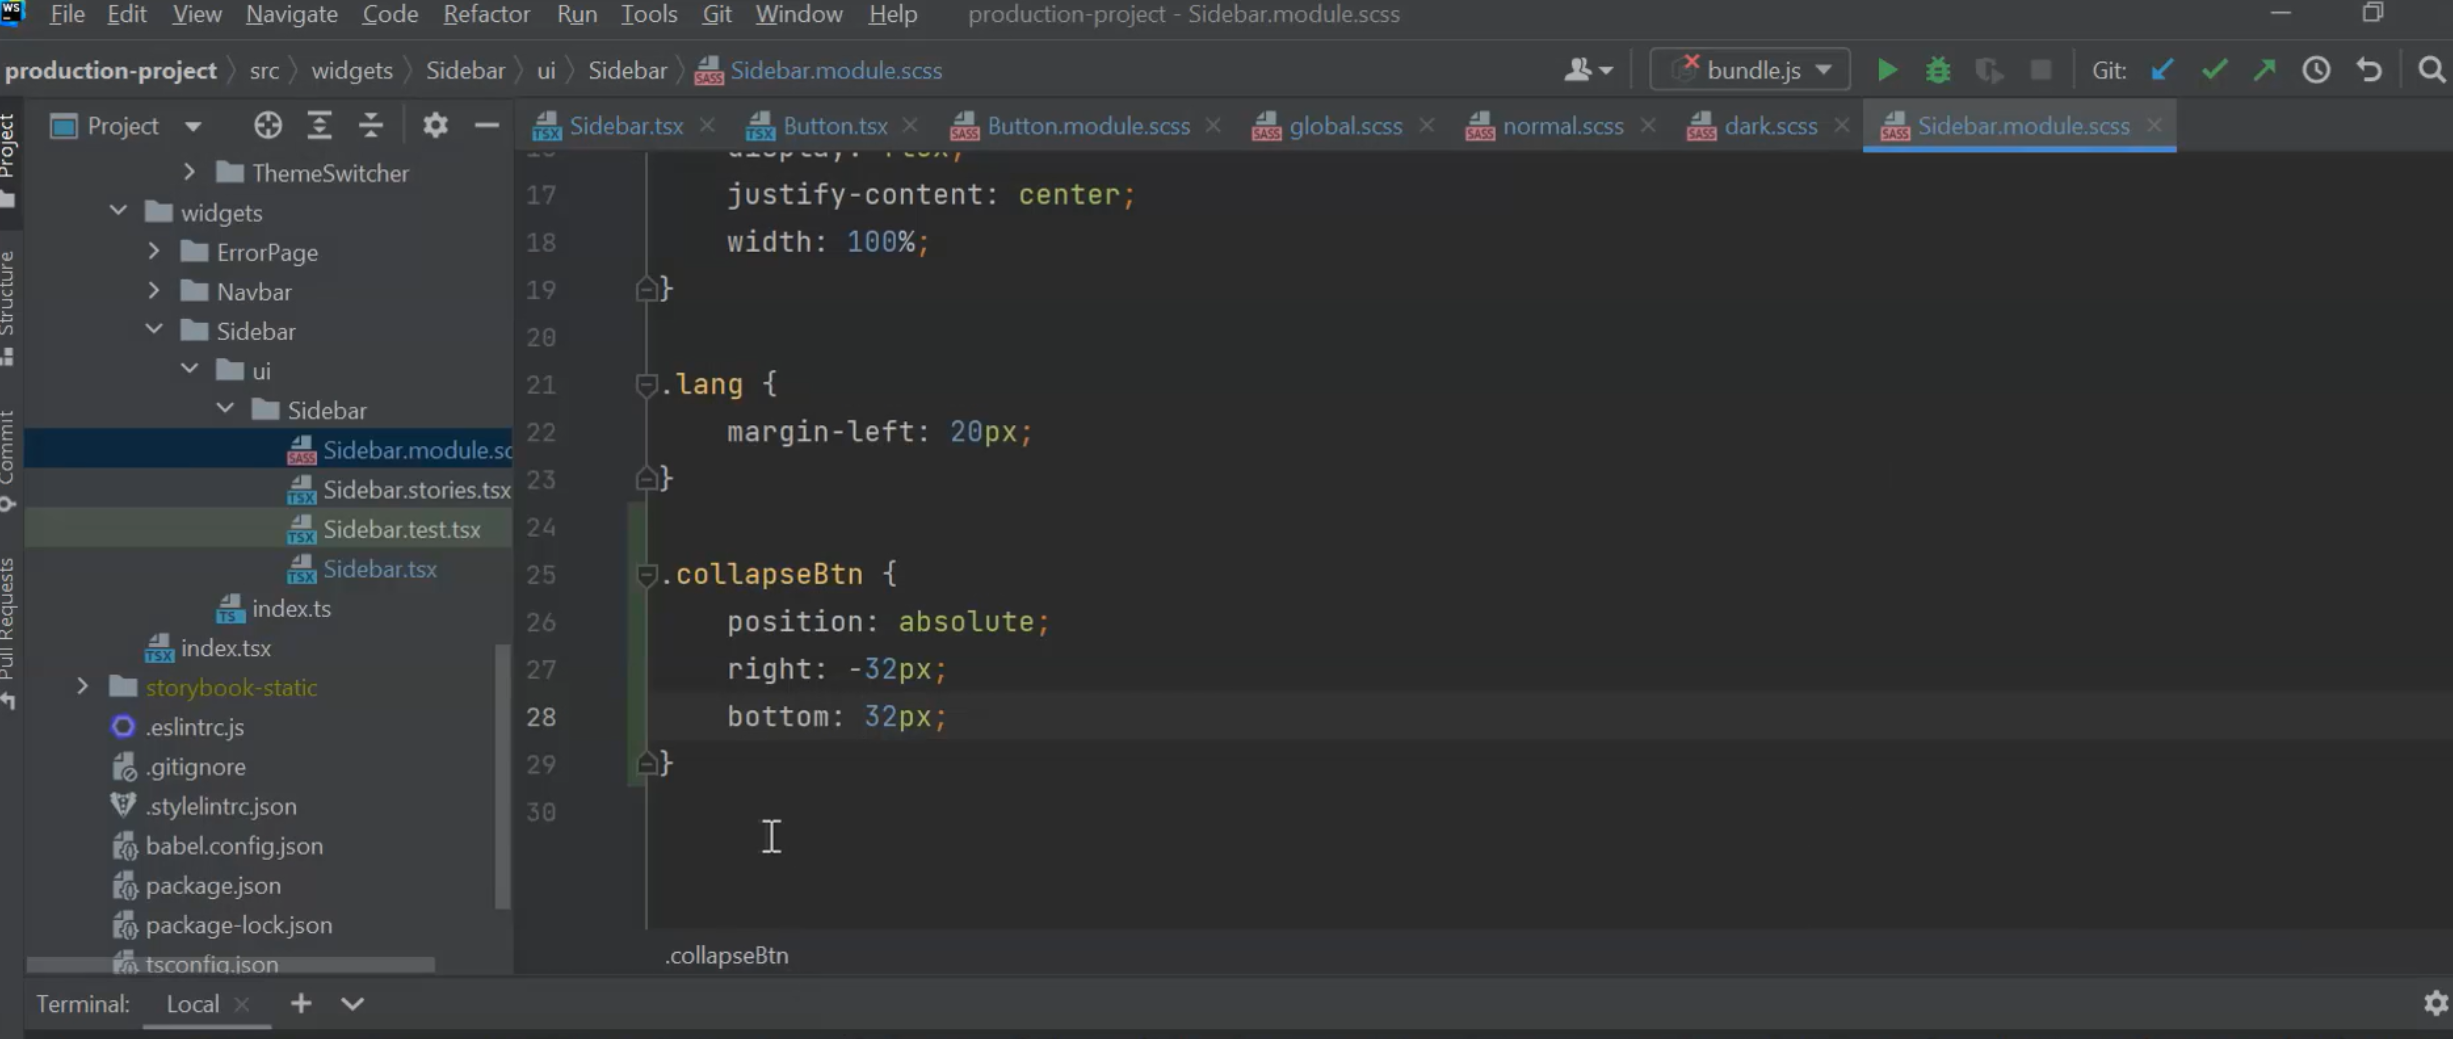 WS File Edit View Navigate Code Refactor Run Tools Git Window Help production-project - Sidebar.module.scss
production-project src widgets Sidebar ui Sidebar Sidebar.module.scss bundle.js Git:
Project
Structure
Commit
Pull Requests
Project
ThemeSwitcher
widgets
ErrorPage
Navbar
Sidebar
ui
Sidebar
Sidebar.module.sc
Sidebar.stories.tsx
Sidebar.test.tsx
Sidebar.tsx
index.ts
index.tsx
storybook-static
.eslintrc.js
.gitignore
.stylelintrc.json
babel.config.json
package.json
package-lock.json
tsconfig.json
Sidebar.tsx Button.tsx Button.module.scss global.scss normal.scss dark.scss Sidebar.module.scss
16 display: flex;
17 justify-content: center;
18 width: 100%;
19 }
20
21 .lang {
22 margin-left: 20px;
23 }
24
25 .collapseBtn {
26 position: absolute;
27 right: -32px;
28 bottom: 32px;
29 }
30
.collapseBtn
Terminal: Local